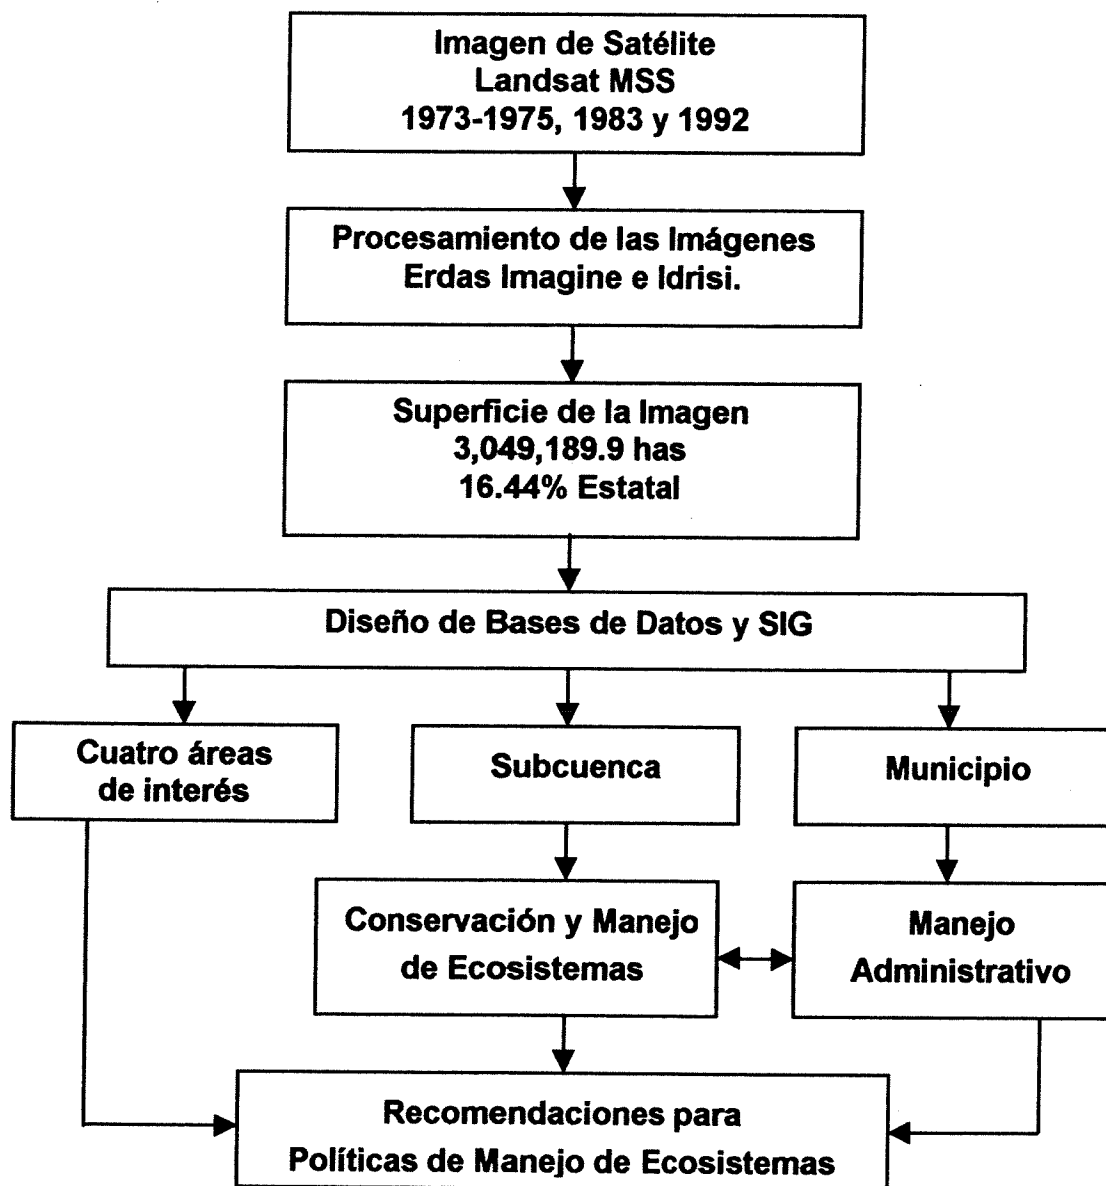 Imagen de Satélite
Landsat MSS
1973-1975, 1983 y 1992
Procesamiento de las Imágenes
Erdas Imagine e Idrisi.
Superficie de la Imagen
3,049,189.9 has
16.44% Estatal
Diseño de Bases de Datos y SIG
Cuatro áreas
de interés
Subcuenca
Municipio
Conservación y Manejo
de Ecosistemas
Manejo
Administrativo
Recomendaciones para
Políticas de Manejo de Ecosistemas